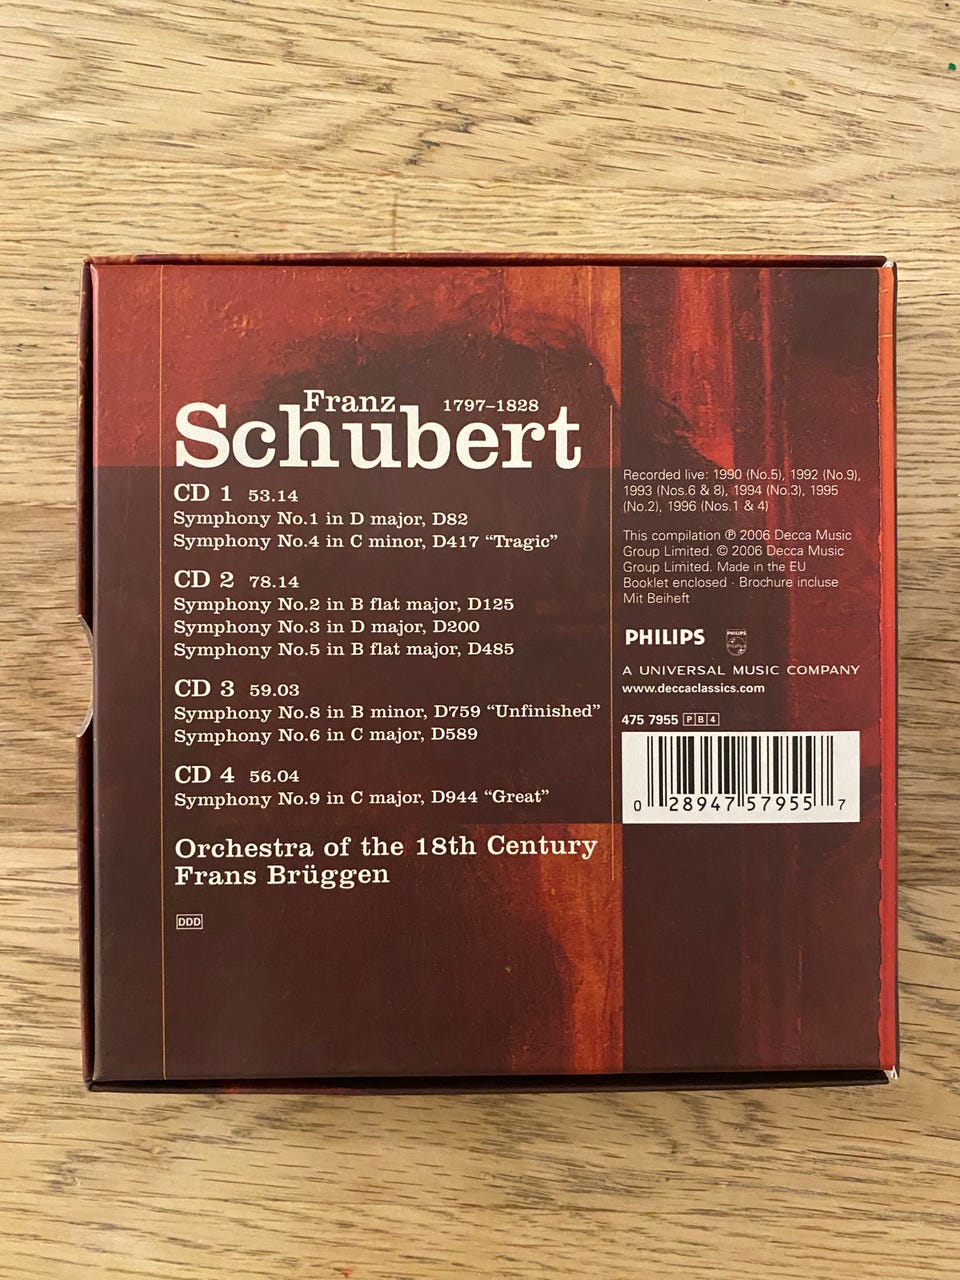 Franz 1797–1828
Schubert
CD 1 53.14
Symphony No.1 in D major, D82
Symphony No.4 in C minor, D417 “Tragic”
CD 2 78.14
Symphony No.2 in B flat major, D125
Symphony No.3 in D major, D200
Symphony No.5 in B flat major, D485
CD 3 59.03
Symphony No.8 in B minor, D759 “Unfinished”
Symphony No.6 in C major, D589
CD 4 56.04
Symphony No.9 in C major, D944 “Great”
Orchestra of the 18th Century
Frans Brüggen
DDD
Recorded live: 1990 (No.5), 1992 (No.9),
1993 (Nos.6 & 8), 1994 (No.3), 1995
(No.2), 1996 (Nos.1 & 4)
This compilation ℗ 2006 Decca Music
Group Limited. © 2006 Decca Music
Group Limited. Made in the EU
Booklet enclosed · Brochure incluse
Mit Beiheft
PHILIPS PHILIPS
A UNIVERSAL MUSIC COMPANY
www.deccaclassics.com
475 7955 PB4
0 28947 57955 7